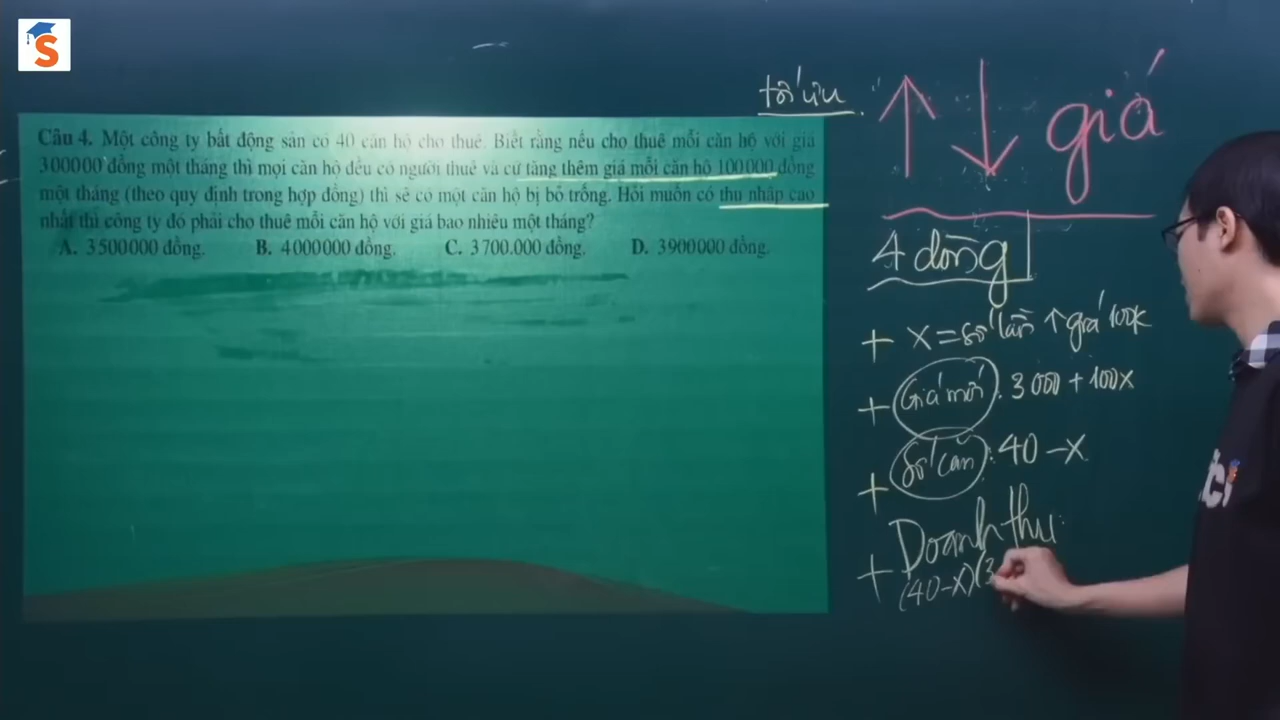 S
Câu 4. Một công ty bất động sản có 40 căn hộ cho thuê. Biết rằng nếu cho thuê mỗi căn hộ với giá
3000000 đồng một tháng thì mọi căn hộ đều có người thuê và cứ tăng thêm giá mỗi căn hộ 100000 đồng
một tháng (theo quy định trong hợp đồng) thì sẽ có một căn hộ bị bỏ trống. Hỏi muốn có thu nhập cao
nhất thì công ty đó phải cho thuê mỗi căn hộ với giá bao nhiêu một tháng?
A. 3500000 đồng. B. 4000000 đồng. C. 3700.000 đồng. D. 3900000 đồng.
tối ưu
↑ ↓ giá
4 dòng
+ x = số lần ↑ giá 100k
+ Giá mới: 3000 + 100x
+ Số căn: 40 - x
+ Doanh thu:
(40-x)(3